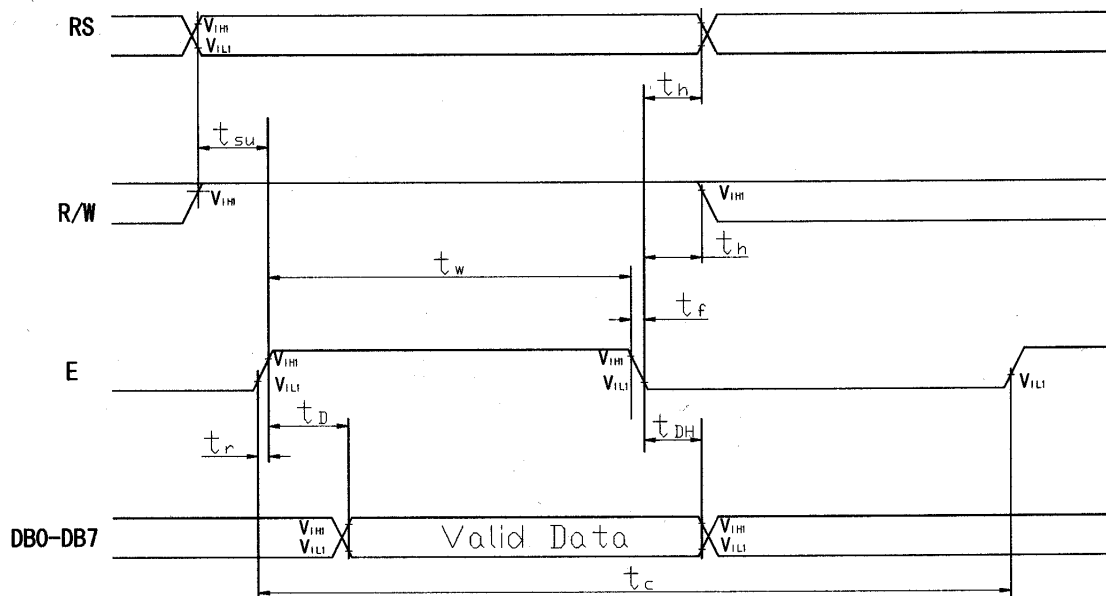 RS
VIH1
VIL1
th
tsu
R/W
VIH1
VIH1
th
tw
tf
E
VIH1
VIL1
VIH1
VIL1
VIL1
tD
tr
tDH
DB0-DB7
VIH1
VIL1
Valid Data
VIH1
VIL1
tc